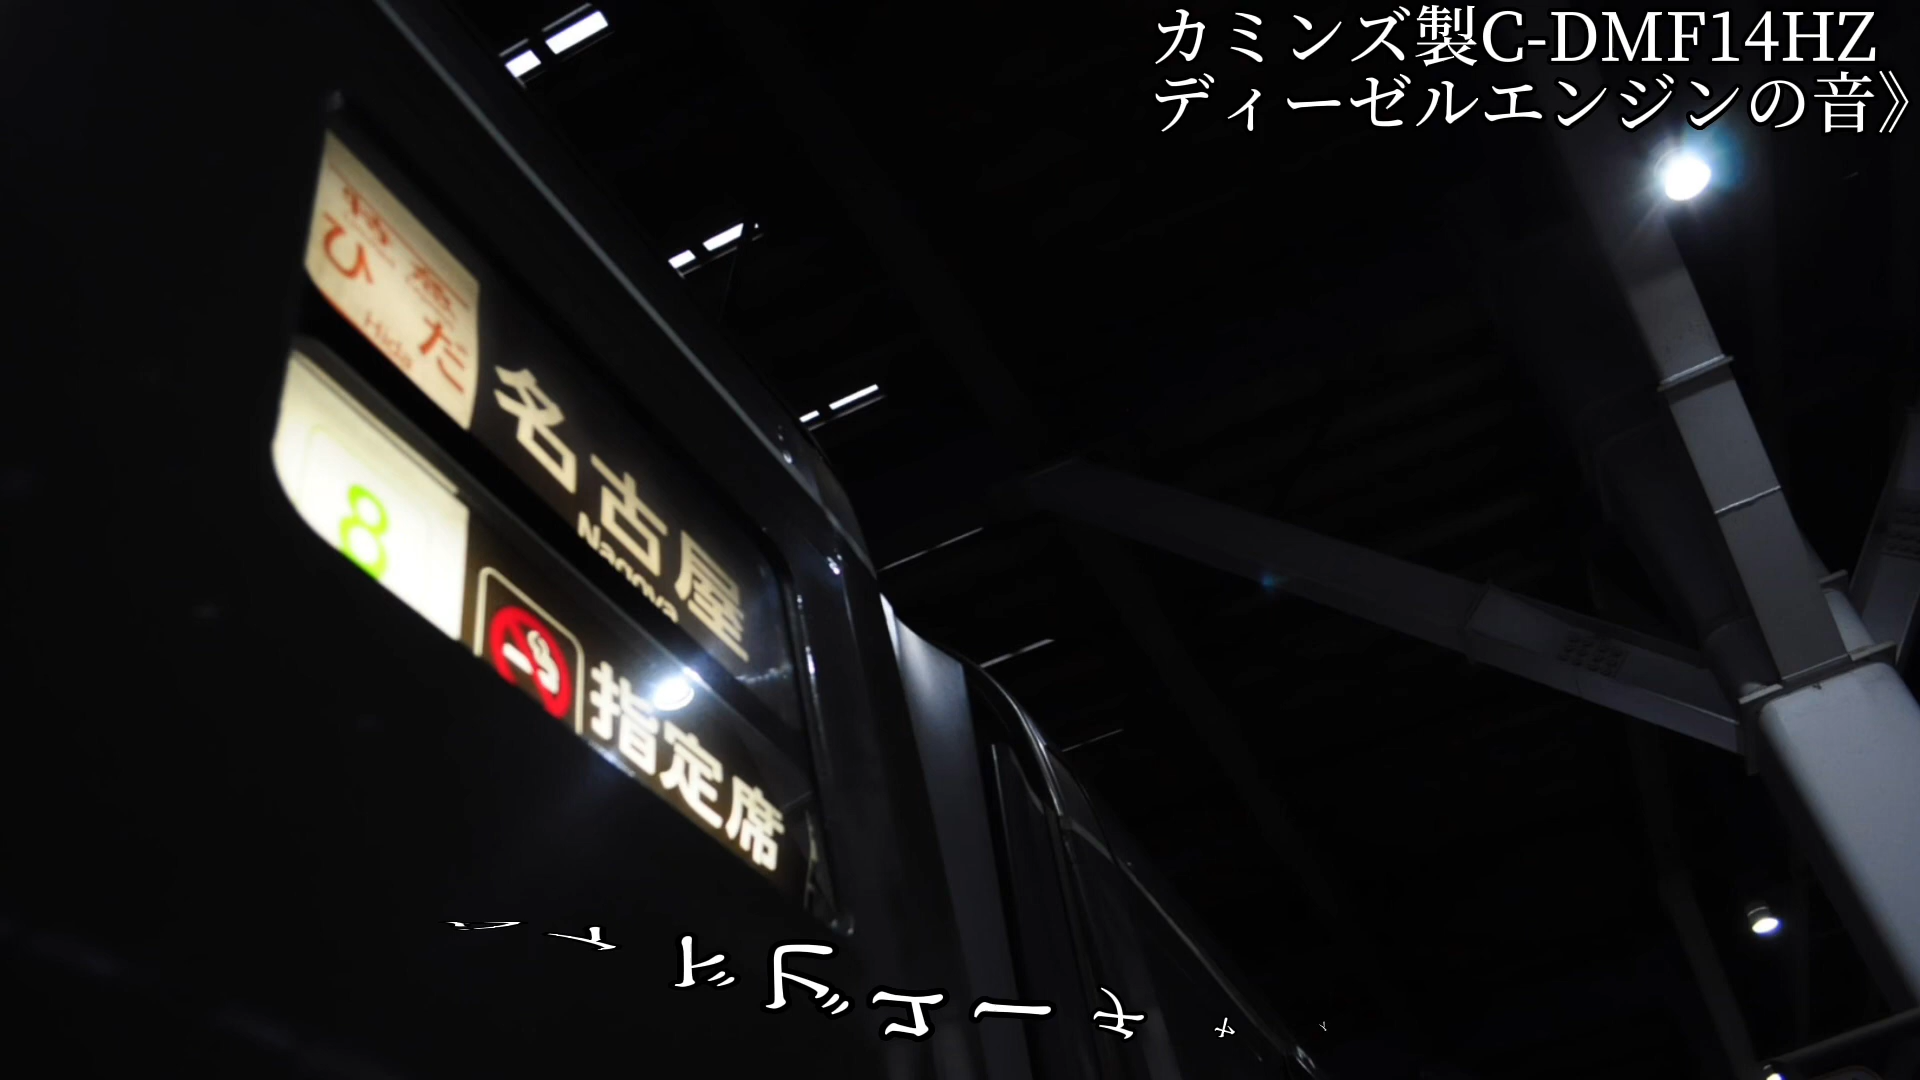 カミンズ製C-DMF14HZ
ディーゼルエンジンの音》
特急
ひだ
Hida
名古屋
Nagoya
8
指定席